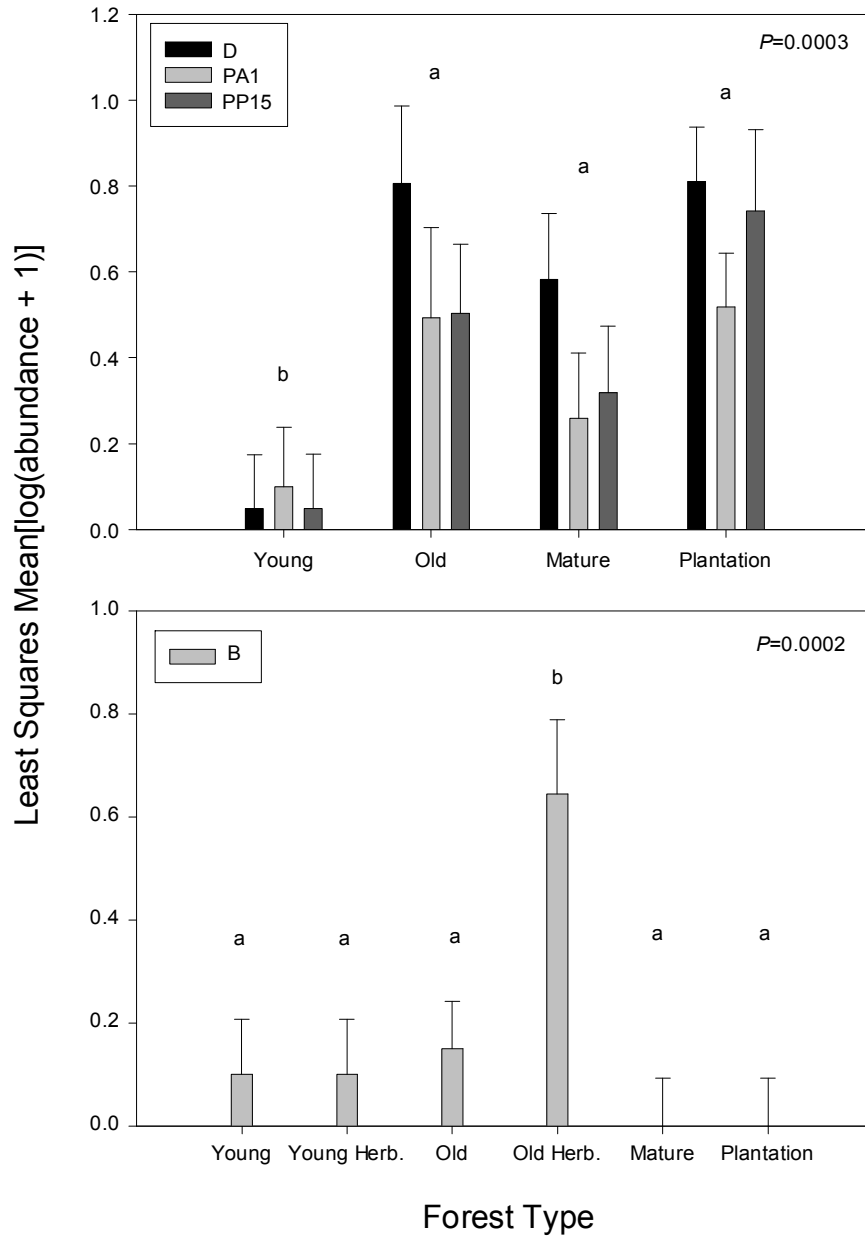 Least Squares Mean[log(abundance + 1)]
1.2
1.0
0.8
0.6
0.4
0.2
0.0
D
PA1
PP15
P=0.0003
b
a
a
a
Young
Old
Mature
Plantation
1.0
0.8
0.6
0.4
0.2
0.0
B
P=0.0002
a
a
a
b
a
a
Young
Young Herb.
Old
Old Herb.
Mature
Plantation
Forest Type